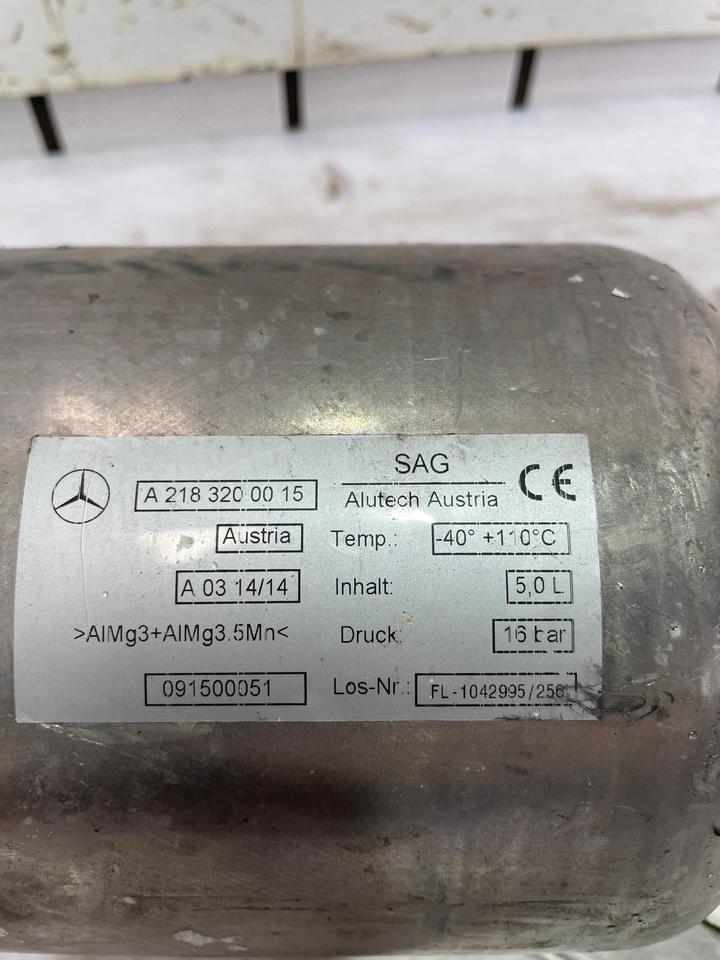 A 218 320 00 15
SAG
Alutech Austria
CE
Austria
Temp.: -40° +110°C
A 03 14/14
Inhalt: 5,0 L
>AlMg3+AlMg3.5Mn<
Druck: 16 bar
091500051
Los-Nr.: FL-1042995/256